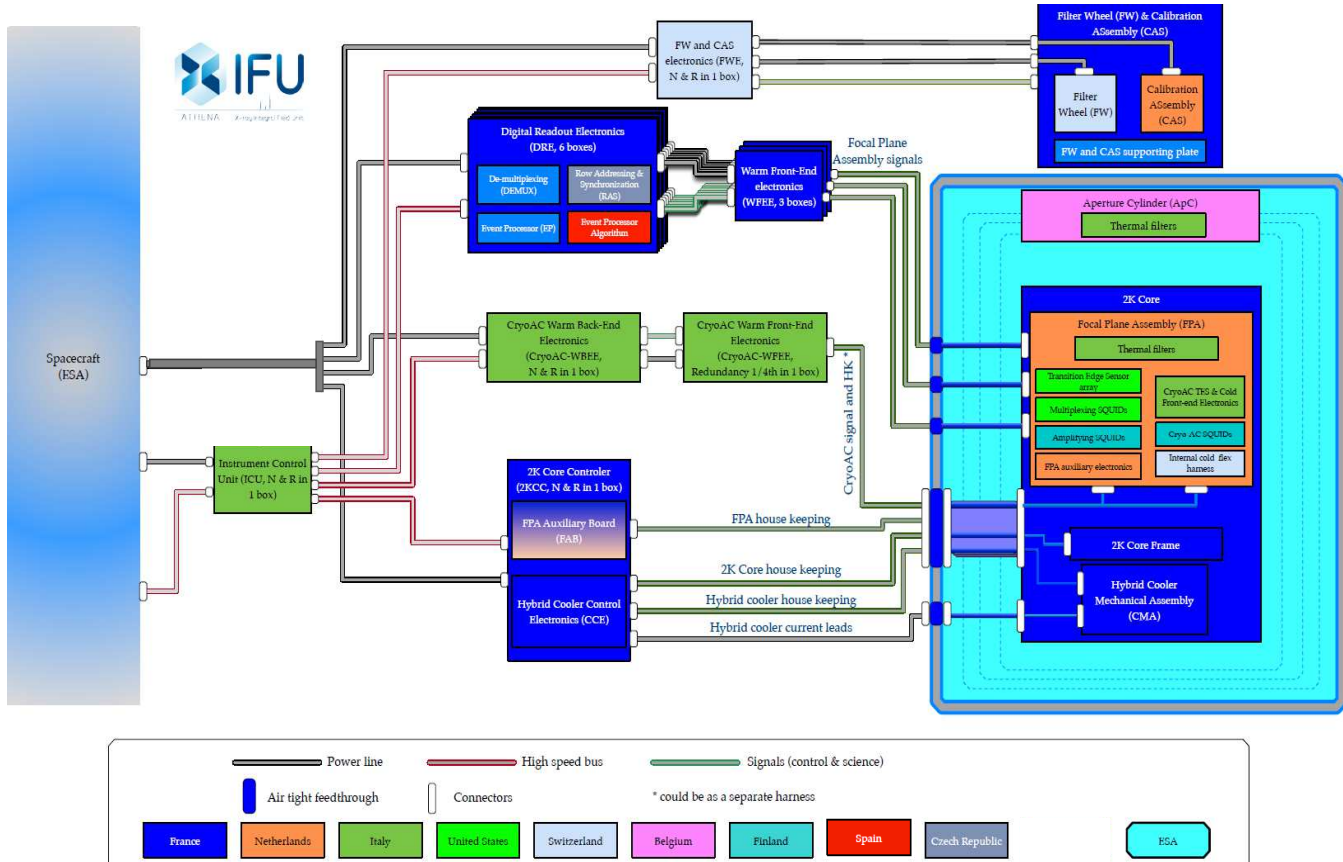 IFU
ATHENA
Spacecraft
(ESA)
FW and CAS
electronics (FWE,
N & R in 1 box)
Filter Wheel (FW) & Calibration
ASsembly (CAS)
Filter
Wheel (FW)
Calibration
ASsembly
(CAS)
FW and CAS supporting plate
Digital Readout Electronics
(DRE, 6 boxes)
De-multiplexing
(DEMUX)
Row Addressing &
Synchronization
(RAS)
Event Processor (EP)
Event Processor
Algorithm
Warm Front-End
electronics
(WFEE, 3 boxes)
Focal Plane
Assembly signals
Aperture Cylinder (ApC)
Thermal filters
2K Core
Focal Plane Assembly (FPA)
Thermal filters
Transition Edge Sensor
array
Multiplexing SQUIDs
Amplifying SQUIDs
FPA auxiliary electronics
CryoAC TES & Cold
Front-end Electronics
Cryo AC SQUIDs
Internal cold flex
harness
2K Core Frame
Hybrid Cooler
Mechanical Assembly
(CMA)
CryoAC Warm Back-End
Electronics
(CryoAC-WBEE,
N & R in 1 box)
CryoAC Warm Front-End
Electronics
(CryoAC-WFEE,
Redundancy 1/4th in 1 box)
CryoAC signal and HK *
Instrument Control
Unit (ICU, N & R in
1 box)
2K Core Controler
(2KCC, N & R in 1 box)
FPA Auxiliary Board
(FAB)
Hybrid Cooler Control
Electronics (CCE)
FPA house keeping
2K Core house keeping
Hybrid cooler house keeping
Hybrid cooler current leads
Power line
High speed bus
Signals (control & science)
Air tight feedthrough
Connectors
* could be as a separate harness
France
Netherlands
Italy
United States
Switzerland
Belgium
Finland
Spain
Czech Republic
ESA